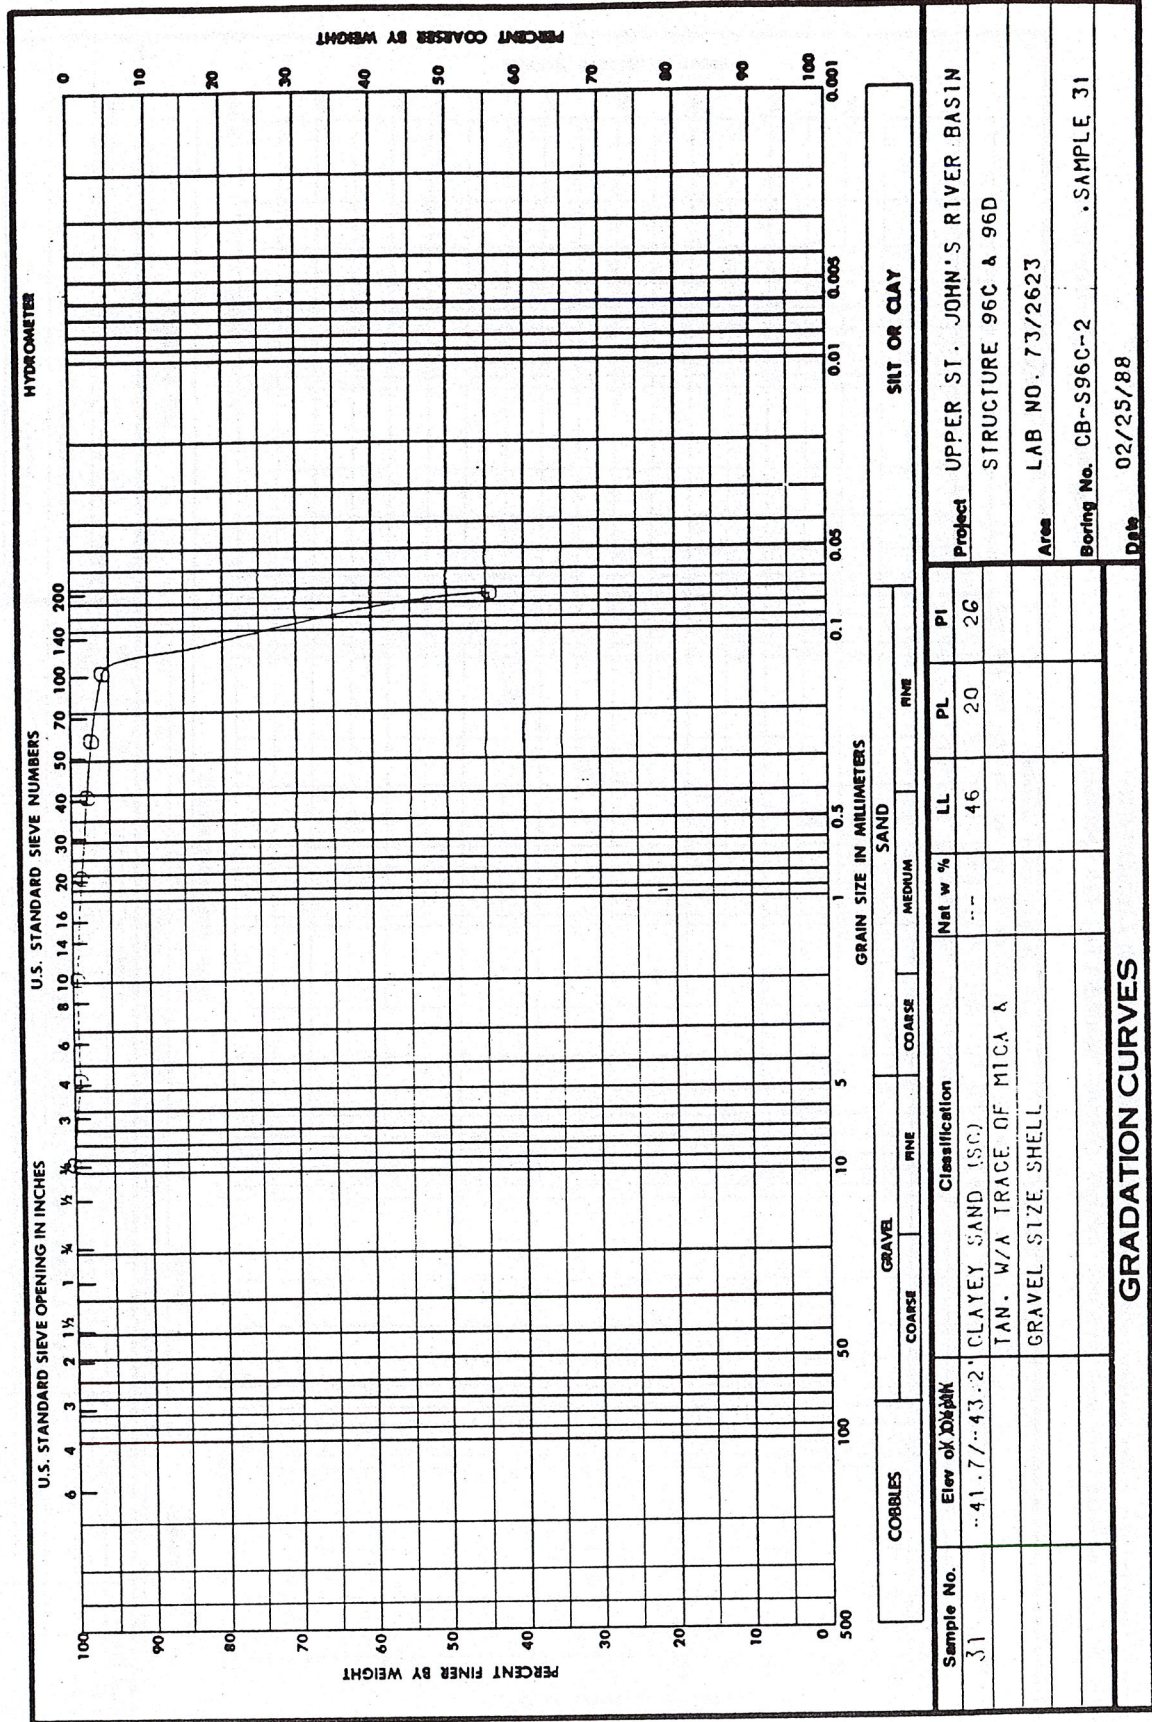 U.S. STANDARD SIEVE OPENING IN INCHES U.S. STANDARD SIEVE NUMBERS HYDROMETER
6 4 3 2 1½ 1 ¾ ½ ⅜ 3 4 6 8 10 14 16 20 30 40 50 70 100 140 200
PERCENT FINER BY WEIGHT
100
90
80
70
60
50
40
30
20
10
0
PERCENT COARSER BY WEIGHT
0
10
20
30
40
50
60
70
80
90
100
500 100 50 10 5 1 0.5 0.1 0.05 0.01 0.005 0.001
GRAIN SIZE IN MILLIMETERS
COBBLES GRAVEL SAND SILT OR CLAY
COARSE FINE COARSE MEDIUM FINE
Sample No. Elev or Depth Classification Nat w % LL PL PI
31 -41.7/-43.2' CLAYEY SAND (SC) --- 46 20 26
TAN, W/A TRACE OF MICA &
GRAVEL SIZE SHELL
Project UPPER ST. JOHN'S RIVER BASIN
STRUCTURE 96C & 96D
LAB NO. 73/2623
Area
Boring No. CB-S96C-2 .SAMPLE 31
Date 02/25/88
GRADATION CURVES